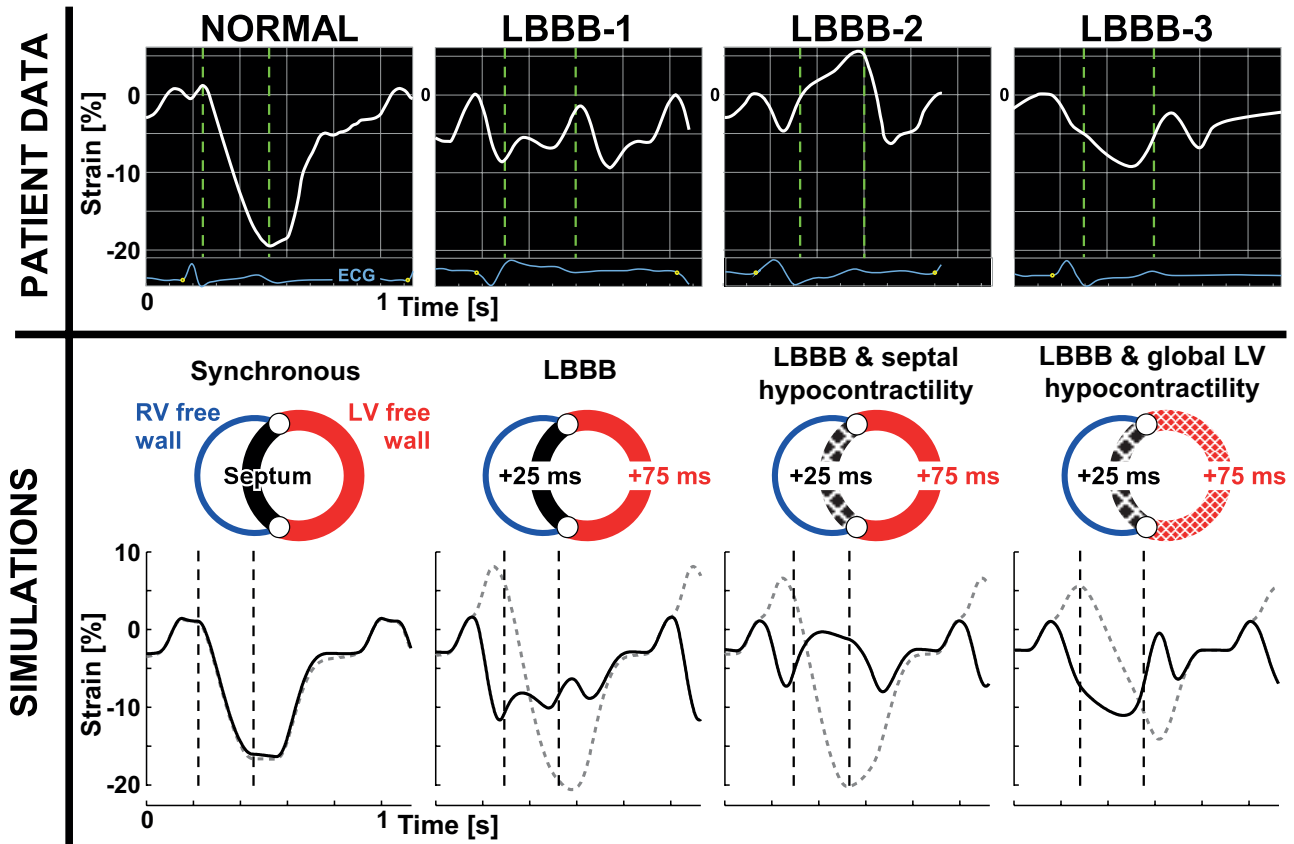 PATIENT DATA
NORMAL
LBBB-1
LBBB-2
LBBB-3
Strain [%]
0
-10
-20
0
0
0
ECG
0
1
Time [s]
SIMULATIONS
Synchronous
LBBB
LBBB & septal
hypocontractility
LBBB & global LV
hypocontractility
RV free
wall
LV free
wall
Septum
+25 ms
+75 ms
+25 ms
+75 ms
+25 ms
+75 ms
Strain [%]
10
0
-10
-20
0
1
Time [s]